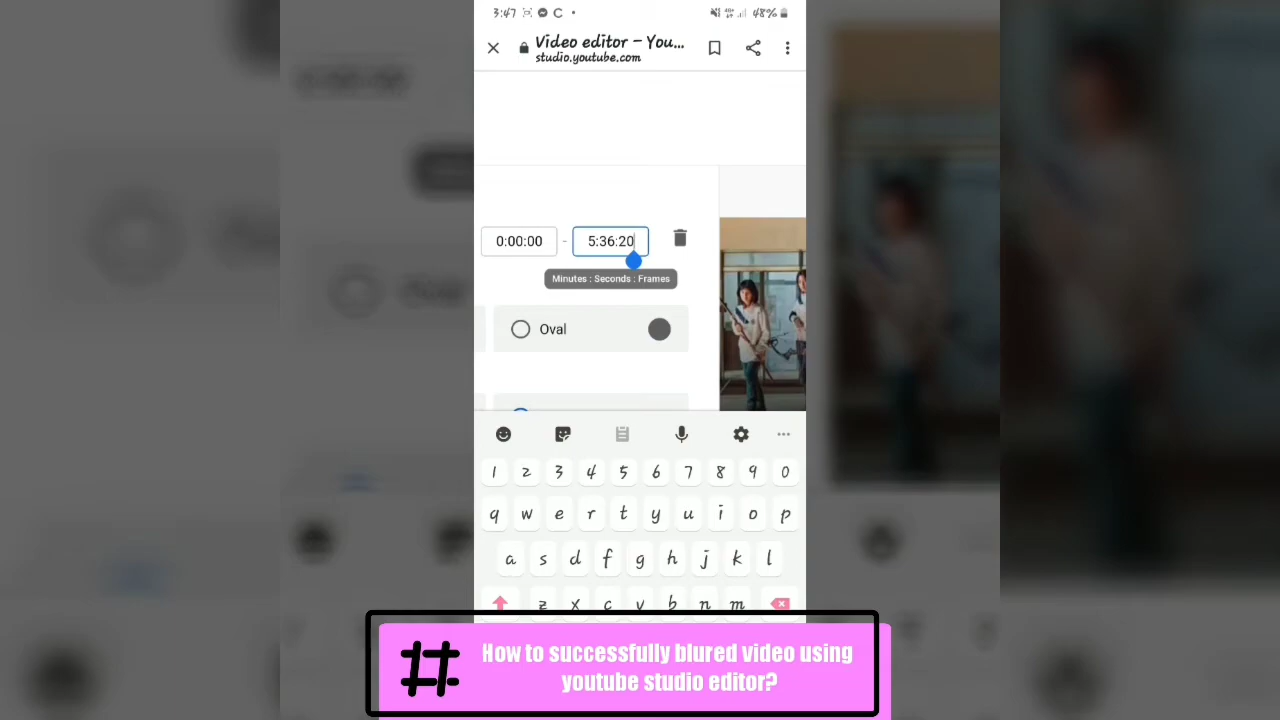 3:47
48%
Video editor – You...
studio.youtube.com
0:00:00 - 5:36:20
Minutes : Seconds : Frames
Oval
1 2 3 4 5 6 7 8 9 0
q w e r t y u i o p
a s d f g h j k l
z x c v b n m
# How to successfully blured video using
youtube studio editor?